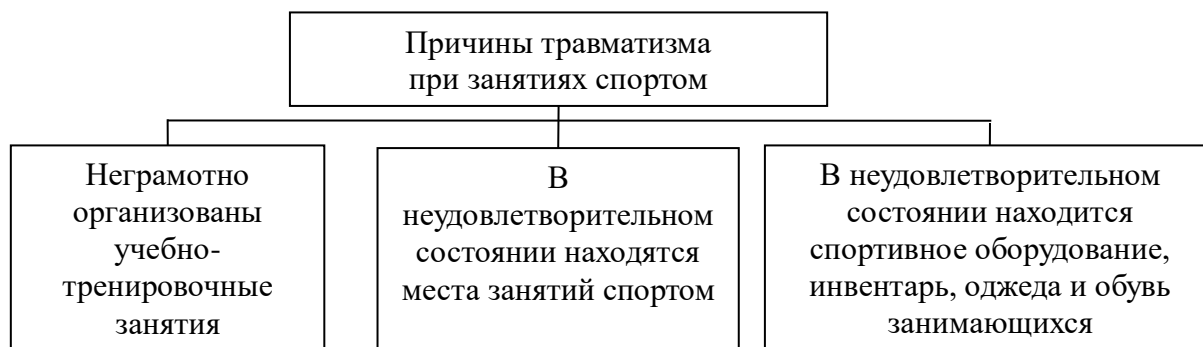 Причины травматизма
при занятиях спортом
Неграмотно
организованы
учебно-
тренировочные
занятия
В
неудовлетворительном
состоянии находятся
места занятий спортом
В неудовлетворительном
состоянии находится
спортивное оборудование,
инвентарь, оджеда и обувь
занимающихся